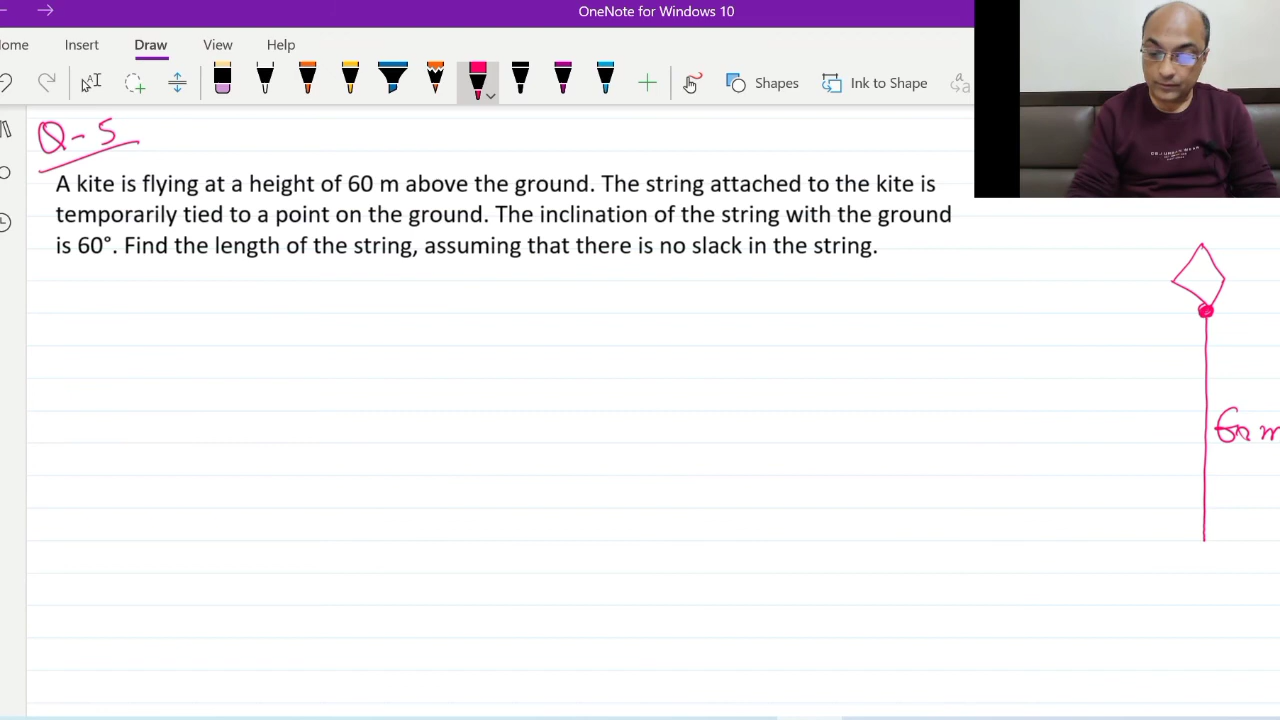 OneNote for Windows 10
ome Insert Draw View Help
Shapes Ink to Shape
Q-5
A kite is flying at a height of 60 m above the ground. The string attached to the kite is
temporarily tied to a point on the ground. The inclination of the string with the ground
is 60°. Find the length of the string, assuming that there is no slack in the string.
60 m